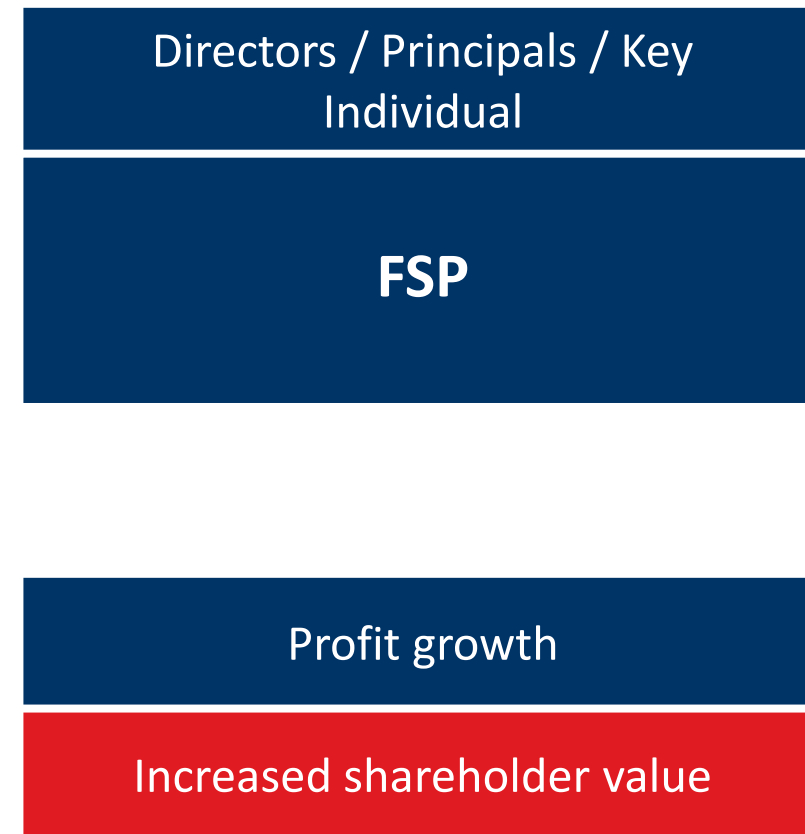 Directors / Principals / Key
Individual
FSP
Profit growth
Increased shareholder value